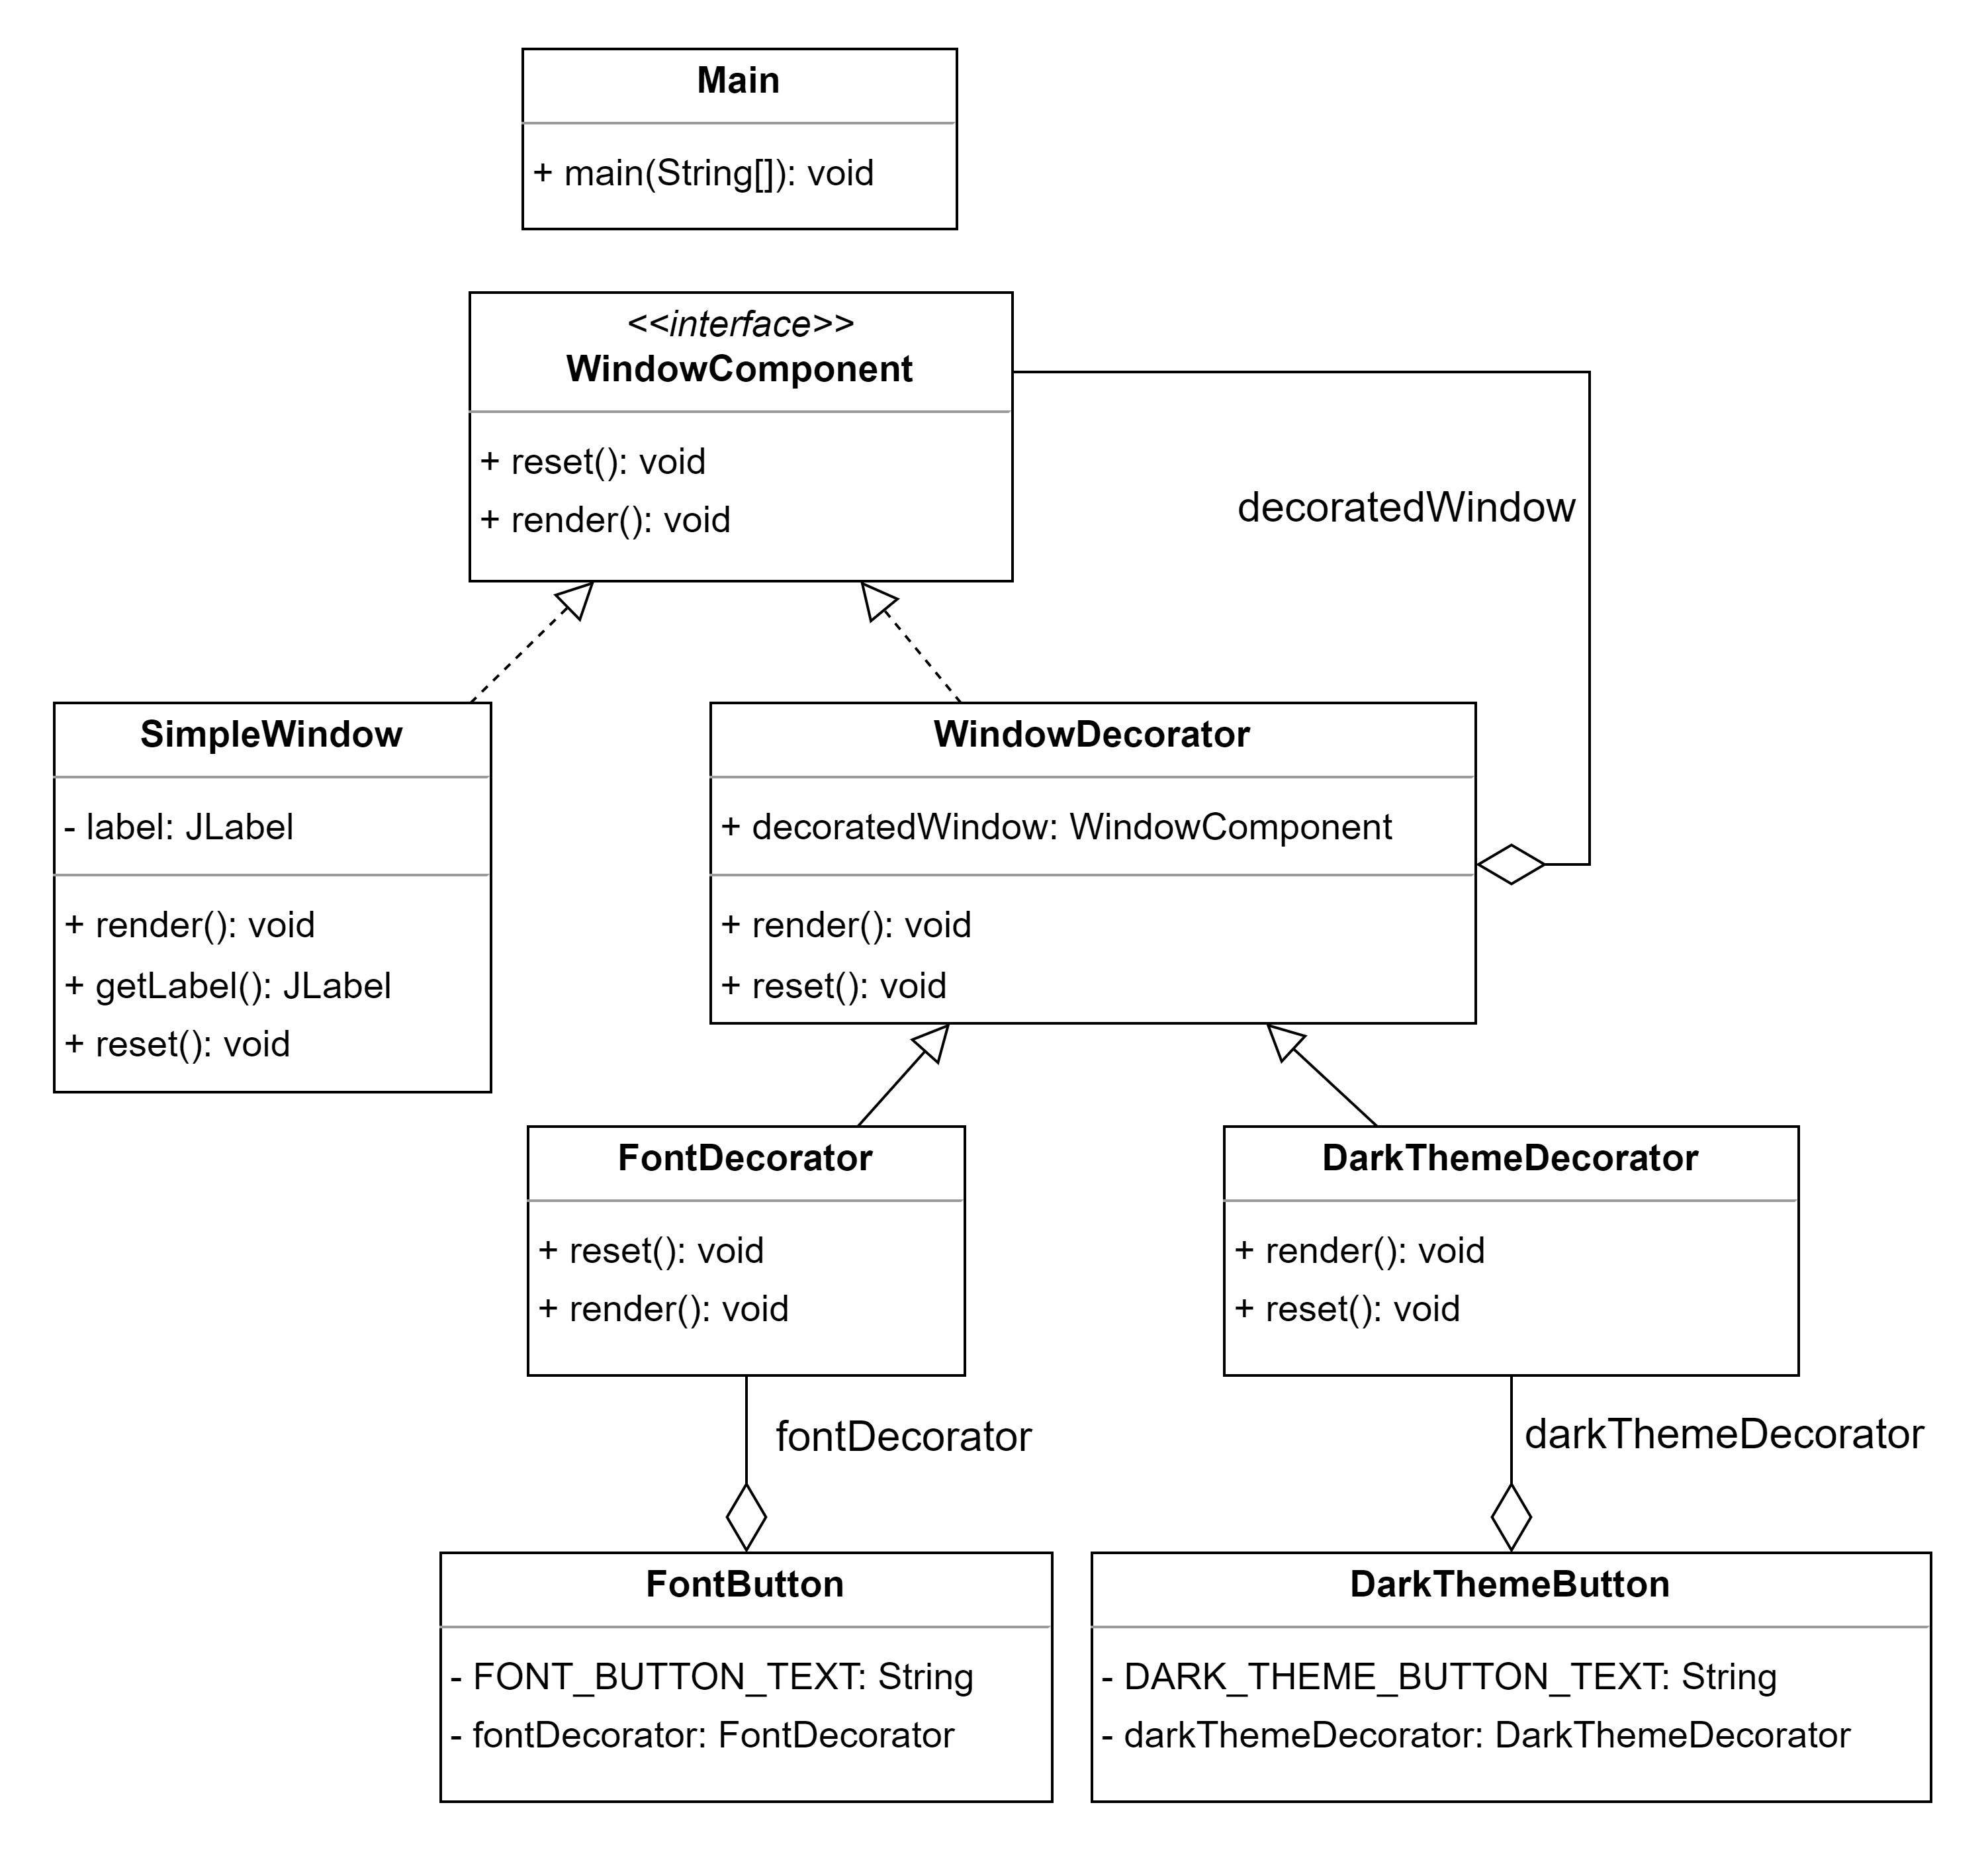 Main
+ main(String[]): void
<<interface>>
WindowComponent
+ reset(): void
+ render(): void
decoratedWindow
SimpleWindow
- label: JLabel
+ render(): void
+ getLabel(): JLabel
+ reset(): void
WindowDecorator
+ decoratedWindow: WindowComponent
+ render(): void
+ reset(): void
FontDecorator
+ reset(): void
+ render(): void
DarkThemeDecorator
+ render(): void
+ reset(): void
fontDecorator
darkThemeDecorator
FontButton
- FONT_BUTTON_TEXT: String
- fontDecorator: FontDecorator
DarkThemeButton
- DARK_THEME_BUTTON_TEXT: String
- darkThemeDecorator: DarkThemeDecorator